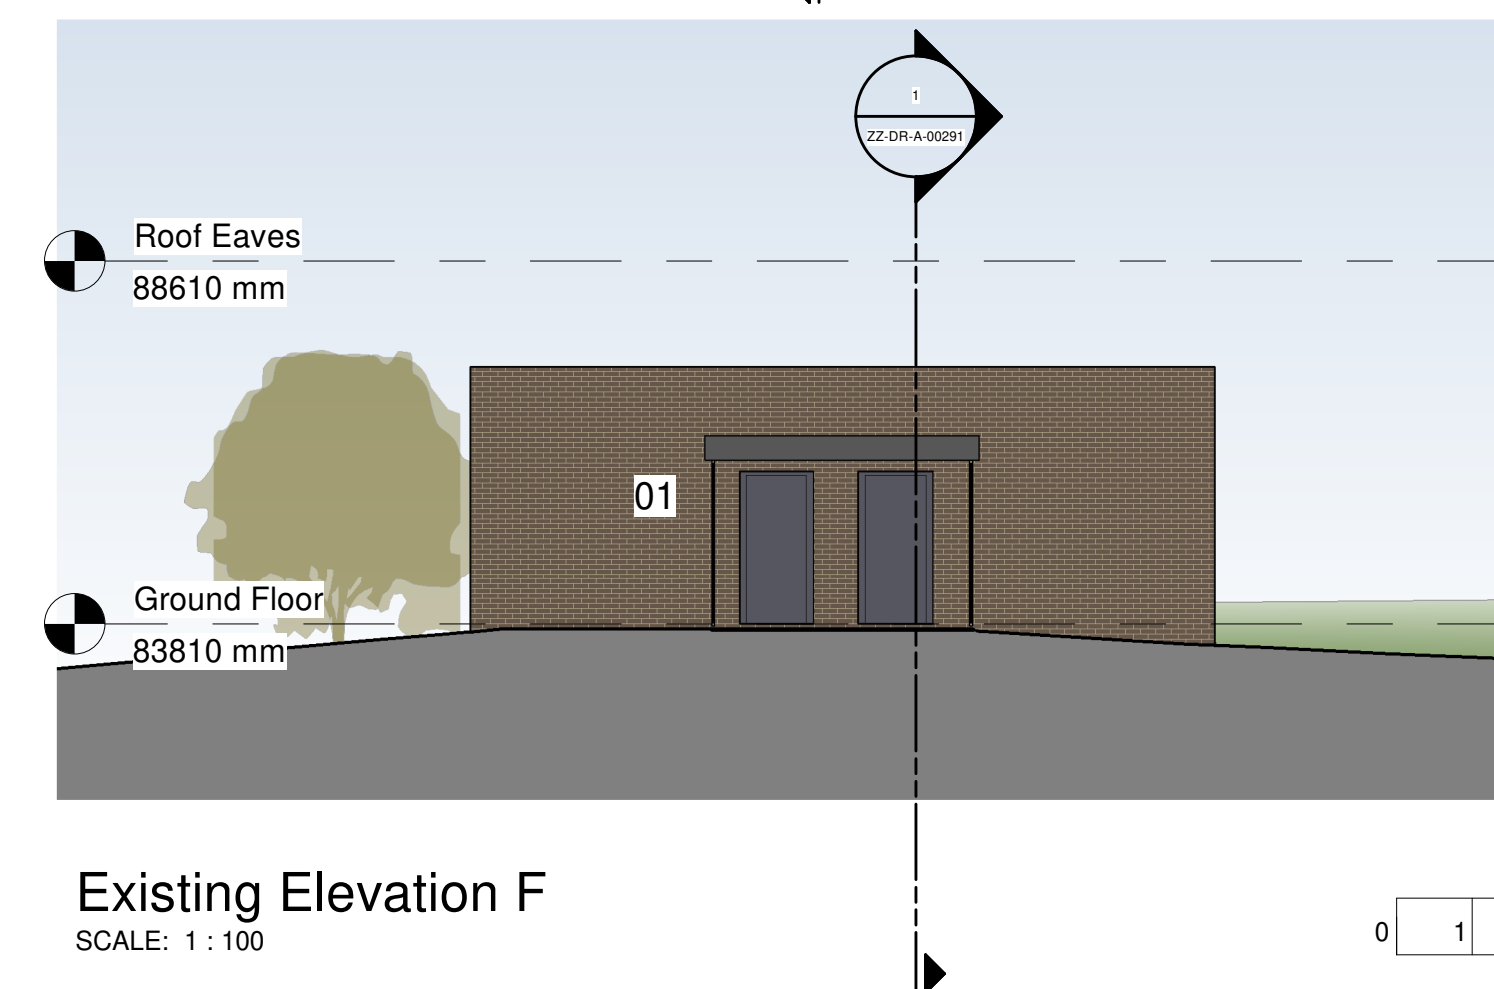 1
ZZ-DR-A-00291
Roof Eaves
88610 mm
01
Ground Floor
83810 mm
Existing Elevation F
SCALE: 1 : 100
0 1